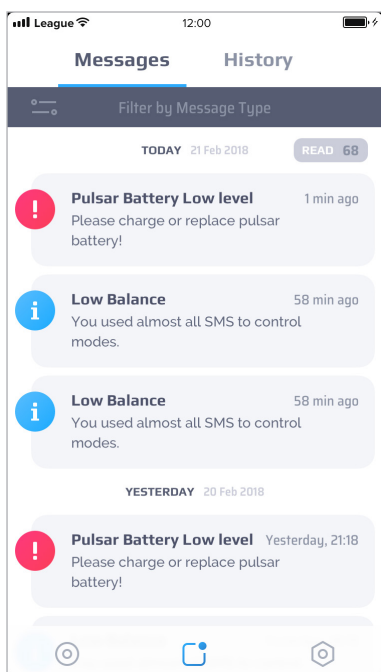 League 12:00
Messages History
Filter by Message Type
TODAY 21 Feb 2018 READ 68
Pulsar Battery Low level 1 min ago
Please charge or replace pulsar
battery!
Low Balance 58 min ago
You used almost all SMS to control
modes.
Low Balance 58 min ago
You used almost all SMS to control
modes.
YESTERDAY 20 Feb 2018
Pulsar Battery Low level Yesterday, 21:18
Please charge or replace pulsar
battery!